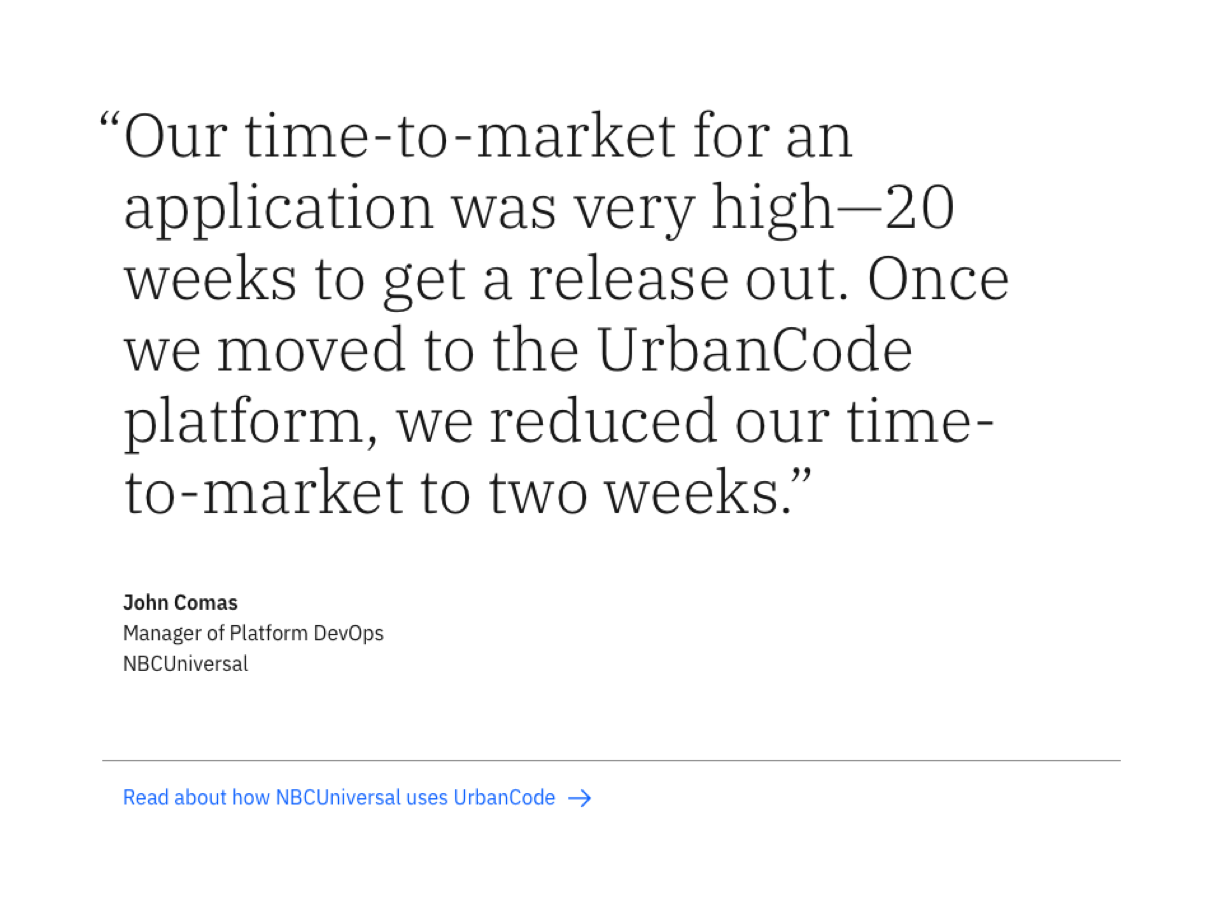 “Our time-to-market for an
application was very high—20
weeks to get a release out. Once
we moved to the UrbanCode
platform, we reduced our time-
to-market to two weeks.”
John Comas
Manager of Platform DevOps
NBCUniversal
Read about how NBCUniversal uses UrbanCode →